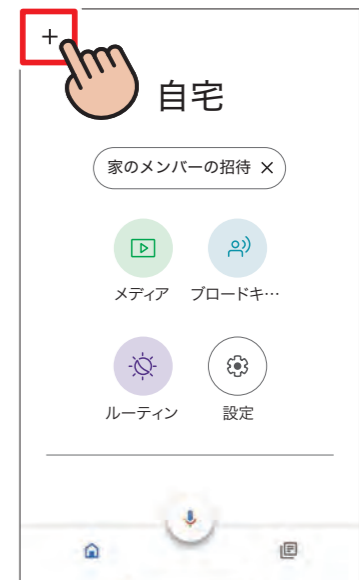 +
自宅
家のメンバーの招待 ×
メディア ブロードキ…
ルーティン 設定